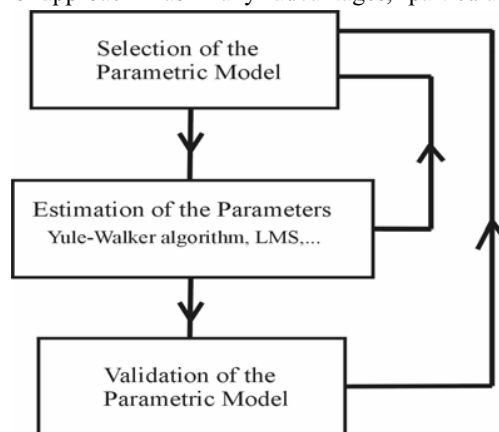 Selection of the
Parametric Model
Estimation of the Parameters
Yule-Walker algorithm, LMS,...
Validation of the
Parametric Model